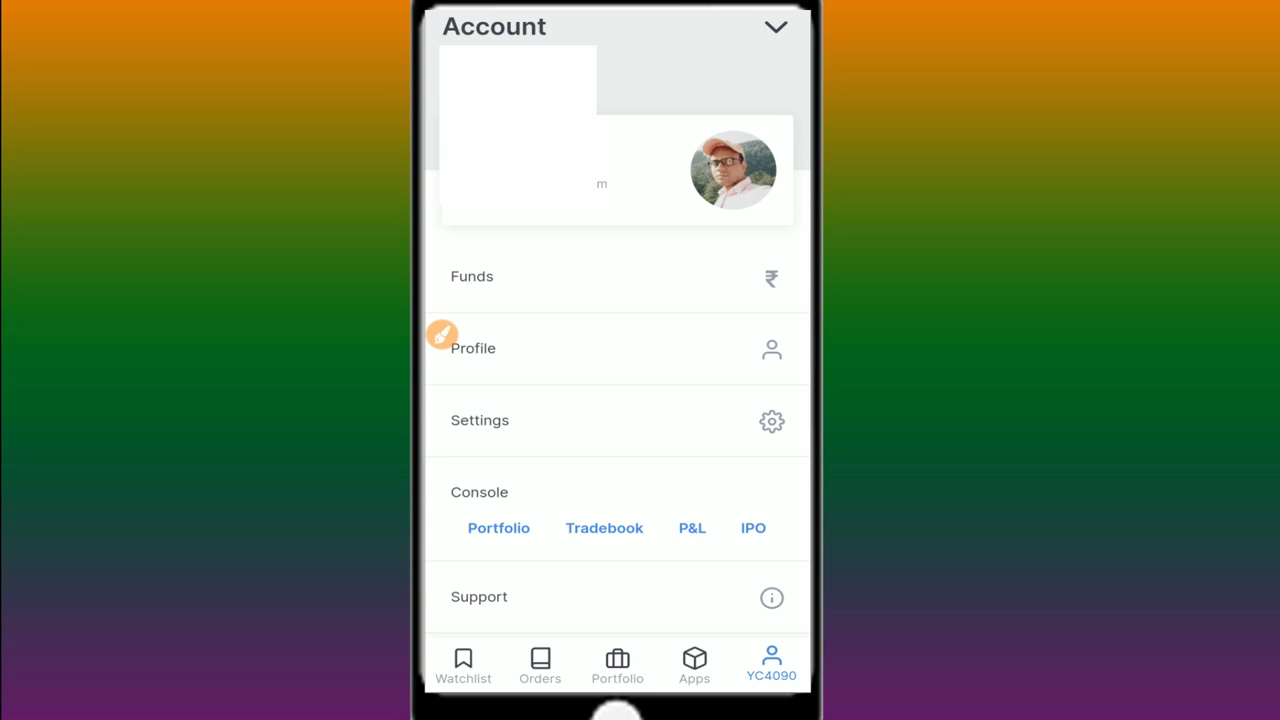 Account
m
Funds
₹
Profile
Settings
Console
Portfolio Tradebook P&L IPO
Support
Watchlist Orders Portfolio Apps YC4090